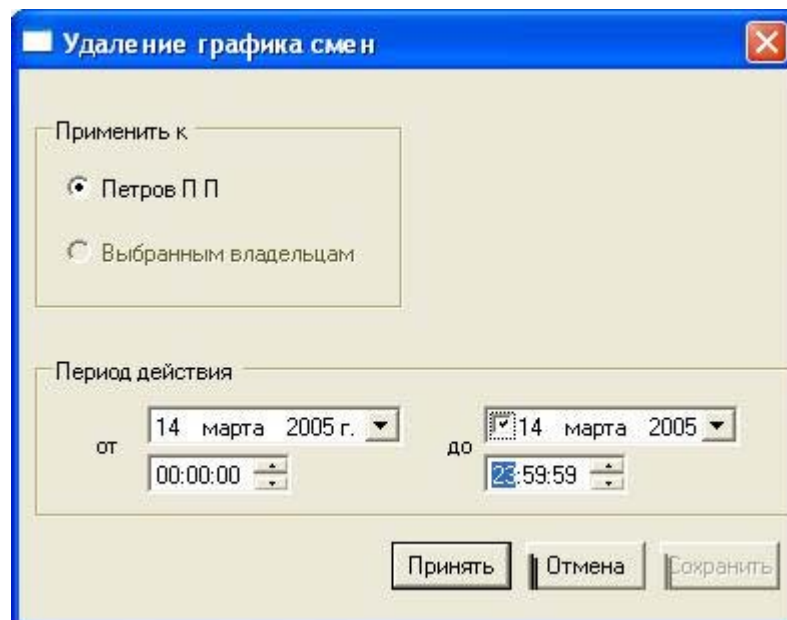 Удаление графика смен
Применить к
Петров П П
Выбранным владельцам
Период действия
от 14 марта 2005 г. до 14 марта 2005
00:00:00 23:59:59
Принять Отмена Сохранить